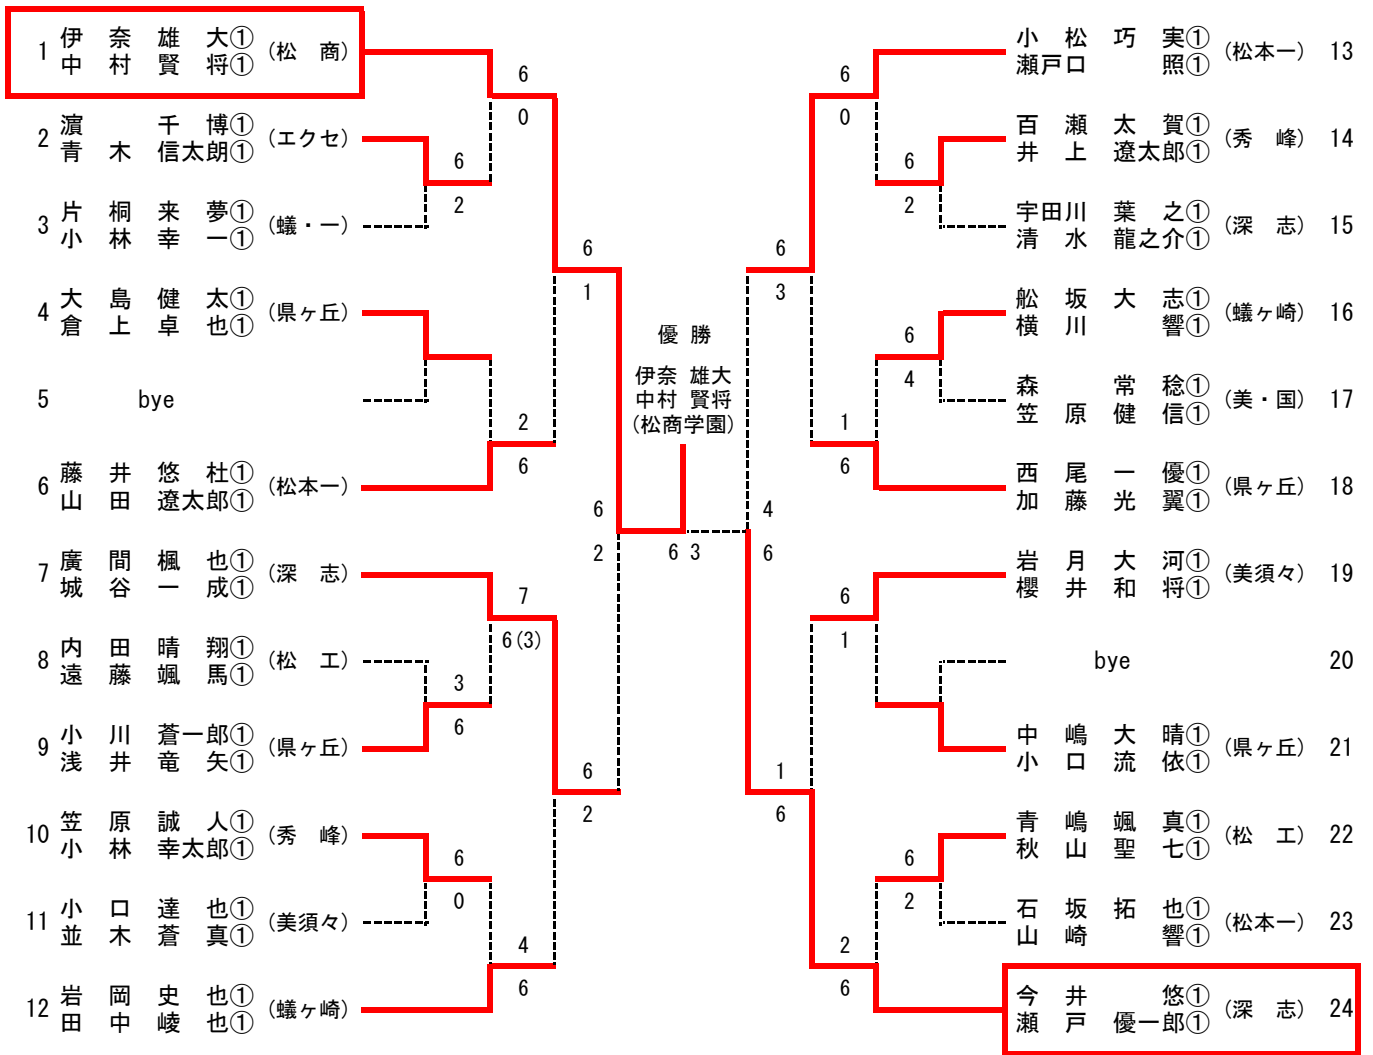 1 伊奈雄大① (松商)
中村賢将①
2 濵千博① (エクセ)
青木信太朗①
3 片桐来夢① (蟻・一)
小林幸一①
4 大島健太① (県ヶ丘)
倉上卓也①
5 bye
6 藤井悠杜① (松本一)
山田遼太郎①
7 廣間楓也① (深志)
城谷一成①
8 内田晴翔① (松工)
遠藤颯馬①
9 小川蒼一郎① (県ヶ丘)
浅井竜矢①
10 笠原誠人① (秀峰)
小林幸太郎①
11 小口達也① (美須々)
並木蒼真①
12 岩岡史也① (蟻ヶ崎)
田中崚也①
6
0
6
2
6
1
2
6
6
2
7
6(3)
3
6
6
2
6
0
4
6
優勝
伊奈 雄大
中村 賢将
(松商学園)
6 3
6
0
6
2
6
3
6
4
1
6
4
6
6
1
1
6
6
2
2
6
小松巧実① (松本一) 13
瀬戸口照①
百瀬太賀① (秀峰) 14
井上遼太郎①
宇田川葉之① (深志) 15
清水龍之介①
舩坂大志① (蟻ヶ崎) 16
横川響①
森常稔① (美・国) 17
笠原健信①
西尾一優① (県ヶ丘) 18
加藤光翼①
岩月大河① (美須々) 19
櫻井和将①
bye 20
中嶋大晴① (県ヶ丘) 21
小口流依①
青嶋颯真① (松工) 22
秋山聖七①
石坂拓也① (松本一) 23
山崎響①
今井悠① (深志) 24
瀬戸優一郎①